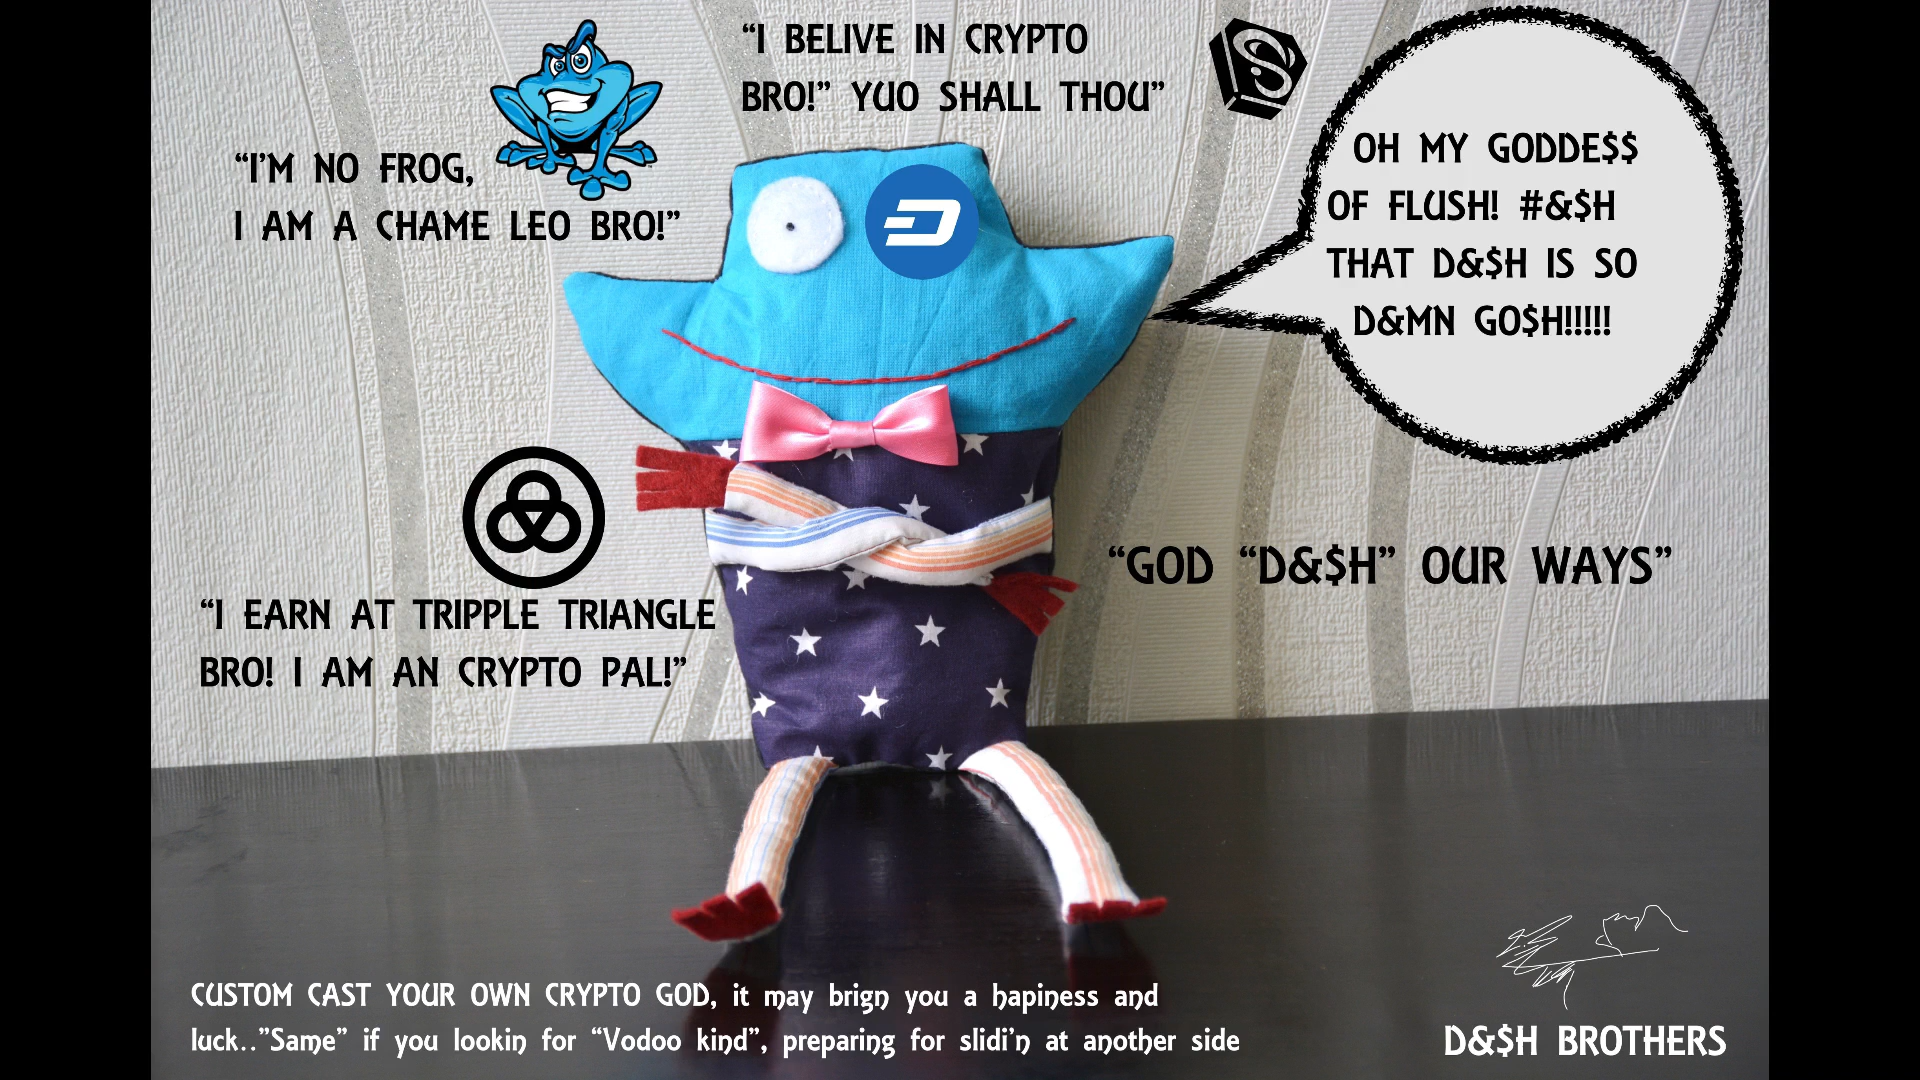 “I BELIVE IN CRYPTO
BRO!” YUO SHALL THOU”
“I'M NO FROG,
I AM A CHAME LEO BRO!”
OH MY GODDE$$
OF FLUSH! #&$H
THAT D&$H IS SO
D&MN GO$H!!!!!
“GOD “D&$H” OUR WAYS”
“I EARN AT TRIPPLE TRIANGLE
BRO! I AM AN CRYPTO PAL!”
CUSTOM CAST YOUR OWN CRYPTO GOD, it may brign you a hapiness and
luck..”Same” if you lookin for “Vodoo kind”, preparing for slidi'n at another side
D&$H BROTHERS